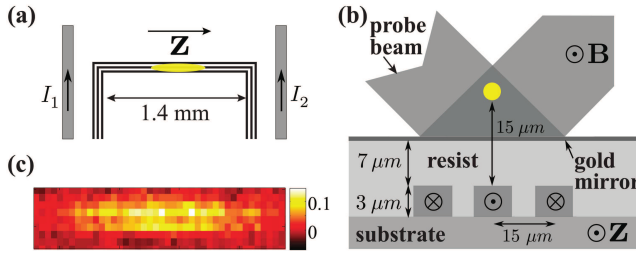 (a)
Z
I₁
I₂
1.4 mm
(c)
0.1
0
(b)
probe
beam
⊙B
15 μm
7 μm
resist
gold
mirror
3 μm
substrate
15 μm
⊙Z